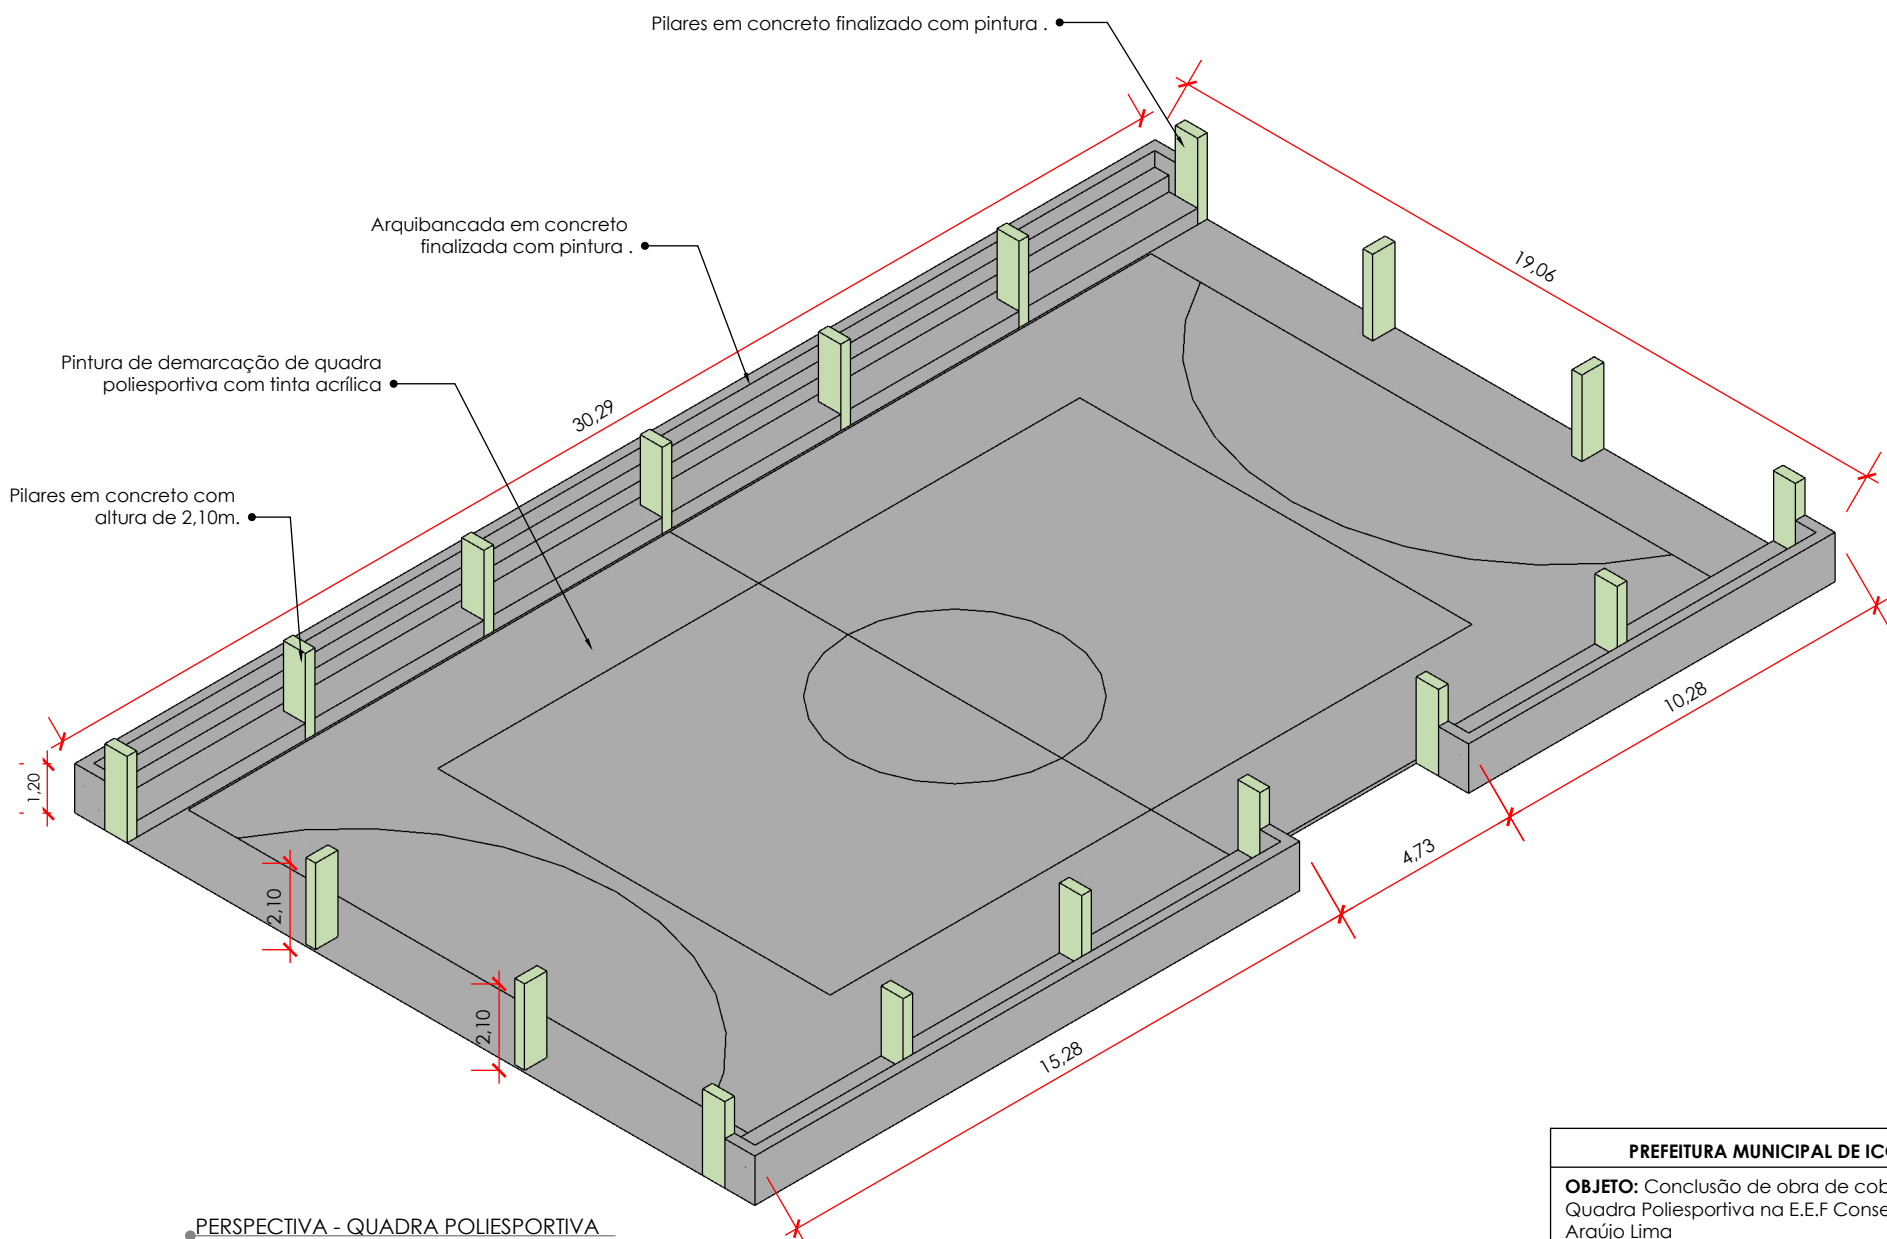 Pilares em concreto finalizado com pintura .
Arquibancada em concreto
finalizada com pintura .
Pintura de demarcação de quadra
poliesportiva com tinta acrílica
Pilares em concreto com
altura de 2,10m.
19,06
30,29
1,20
2,10
2,10
10,28
4,73
15,28
PERSPECTIVA - QUADRA POLIESPORTIVA
PREFEITURA MUNICIPAL DE
OBJETO: Conclusão de obra de
Quadra Poliesportiva na E.E.F
Araújo Lima